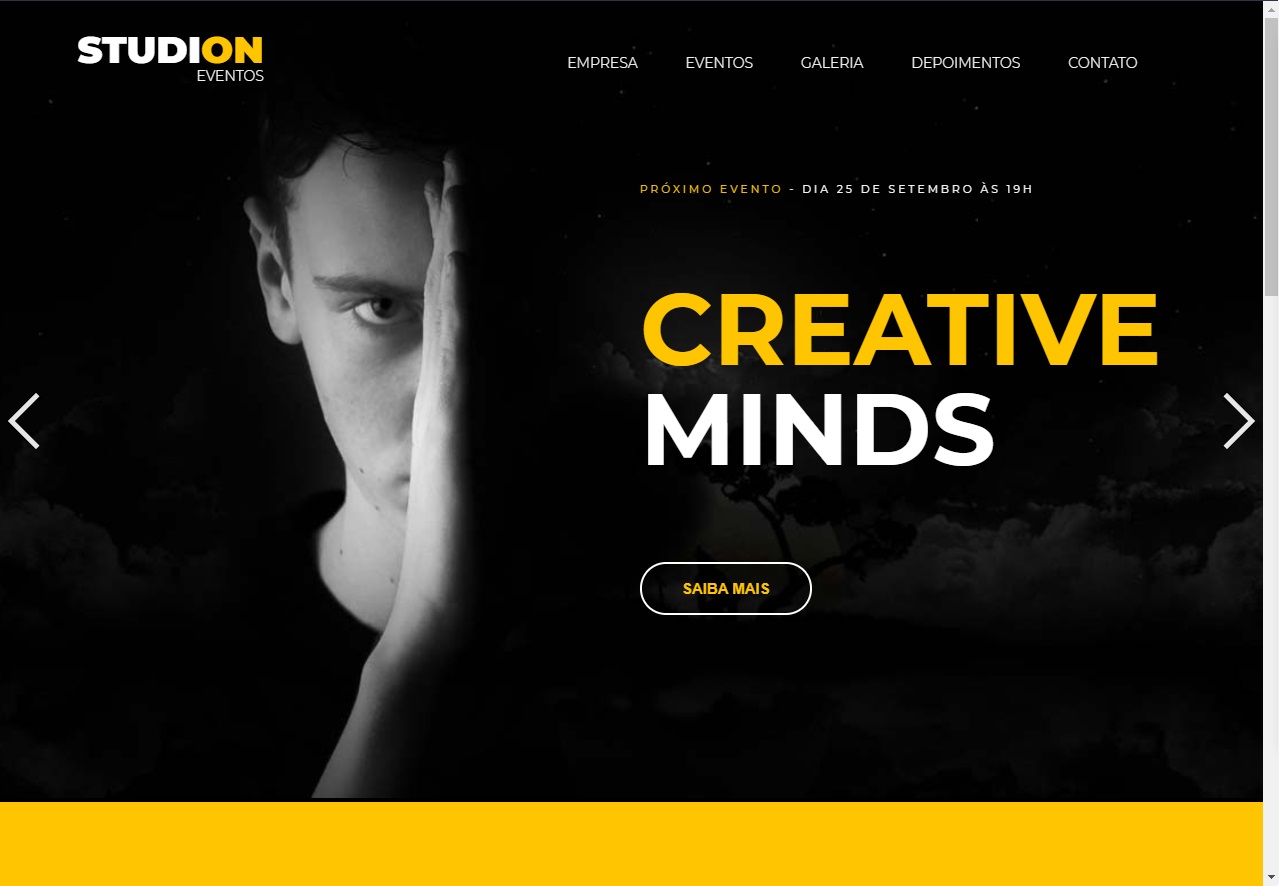 STUDION
EVENTOS
EMPRESA EVENTOS GALERIA DEPOIMENTOS CONTATO
PRÓXIMO EVENTO - DIA 25 DE SETEMBRO ÀS 19H
CREATIVE
MINDS
SAIBA MAIS